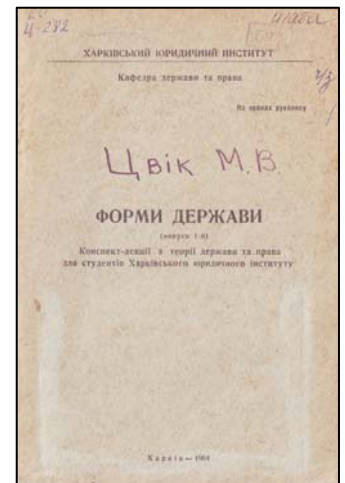 Ц-282
ХАРКІВСЬКИЙ ЮРИДИЧНИЙ ІНСТИТУТ
Кафедра держави та права
На правах рукопису
Цвік М.В.
ФОРМИ ДЕРЖАВИ
(випуск 1-й)
Конспект-лекції з теорії держави та права
для студентів Харківського юридичного інституту
Харків—1964